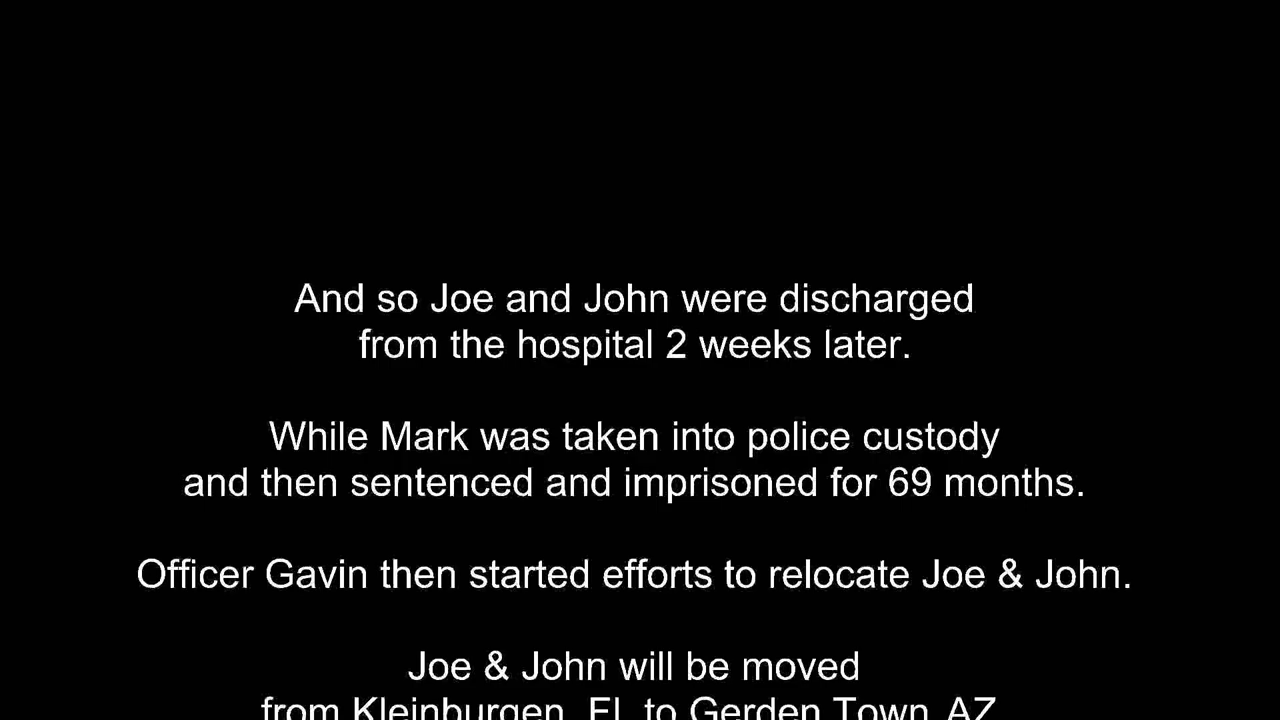 And so Joe and John were discharged
from the hospital 2 weeks later.
While Mark was taken into police custody
and then sentenced and imprisoned for 69 months.
Officer Gavin then started efforts to relocate Joe & John.
Joe & John will be moved
from Kleinburgen, FL to Gerden Town, AZ